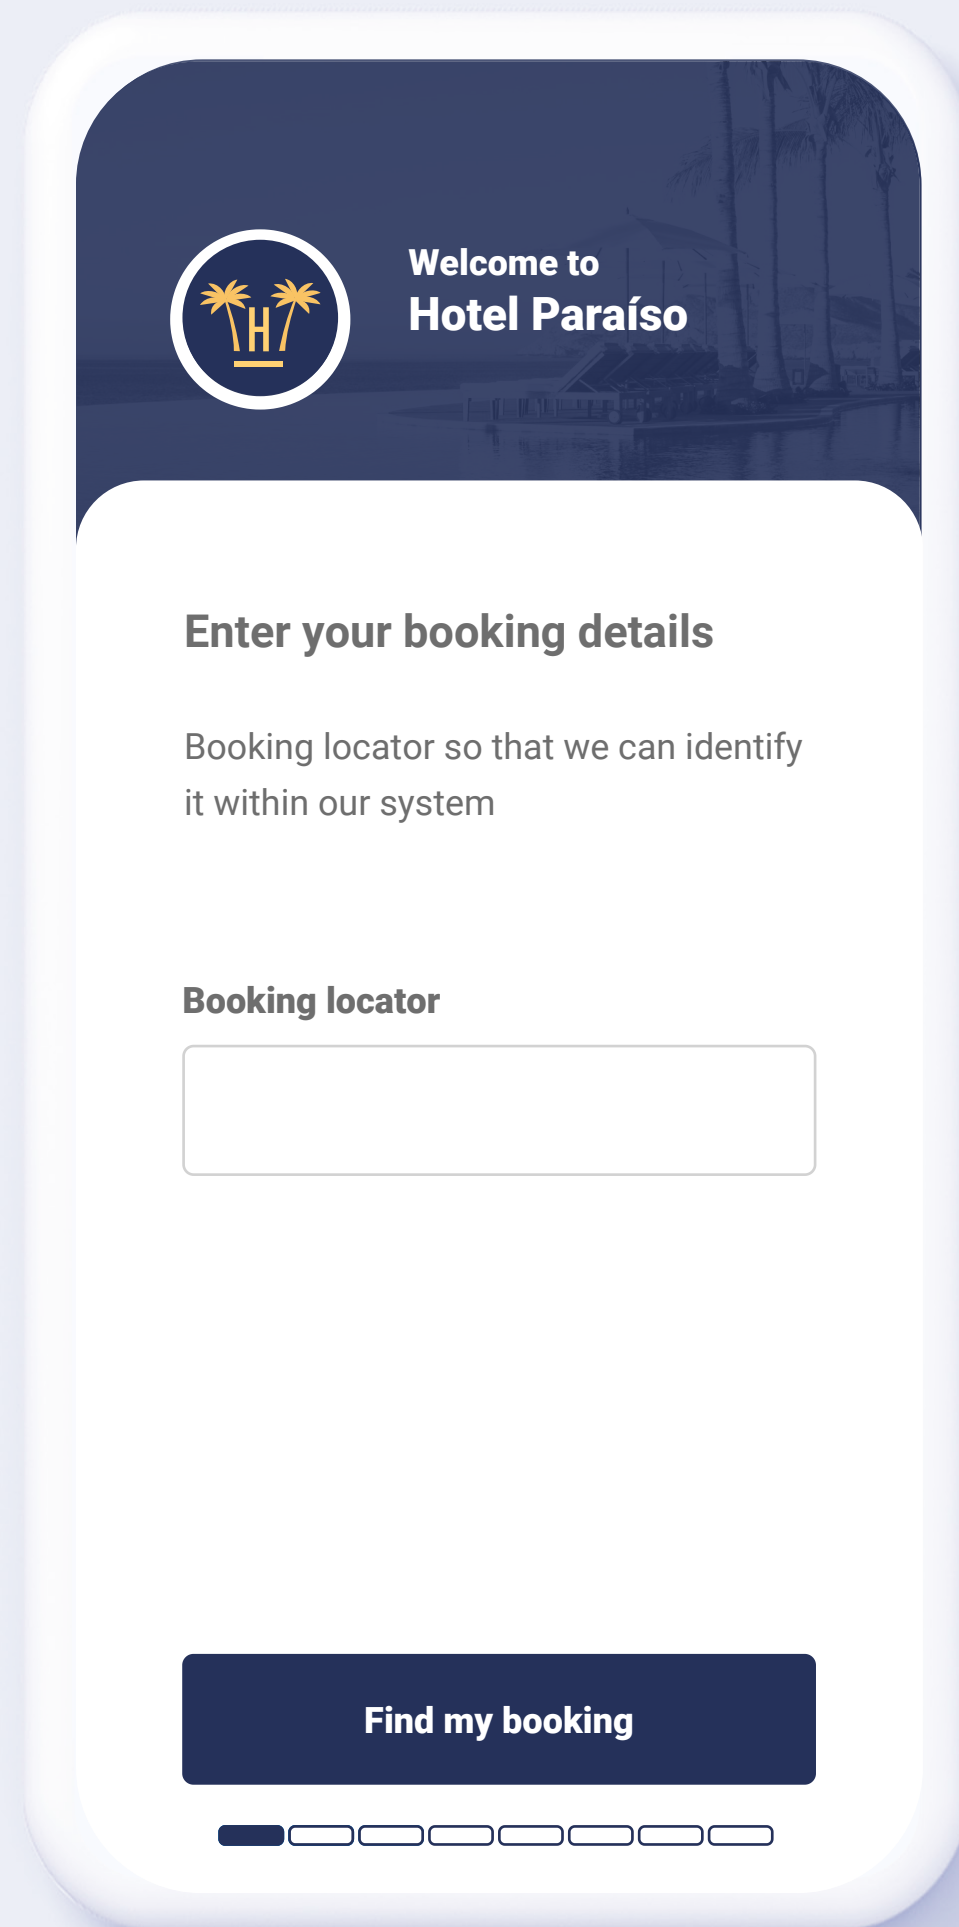 H
Welcome to
Hotel Paraíso
Enter your booking details
Booking locator so that we can identify
it within our system
Booking locator
Find my booking